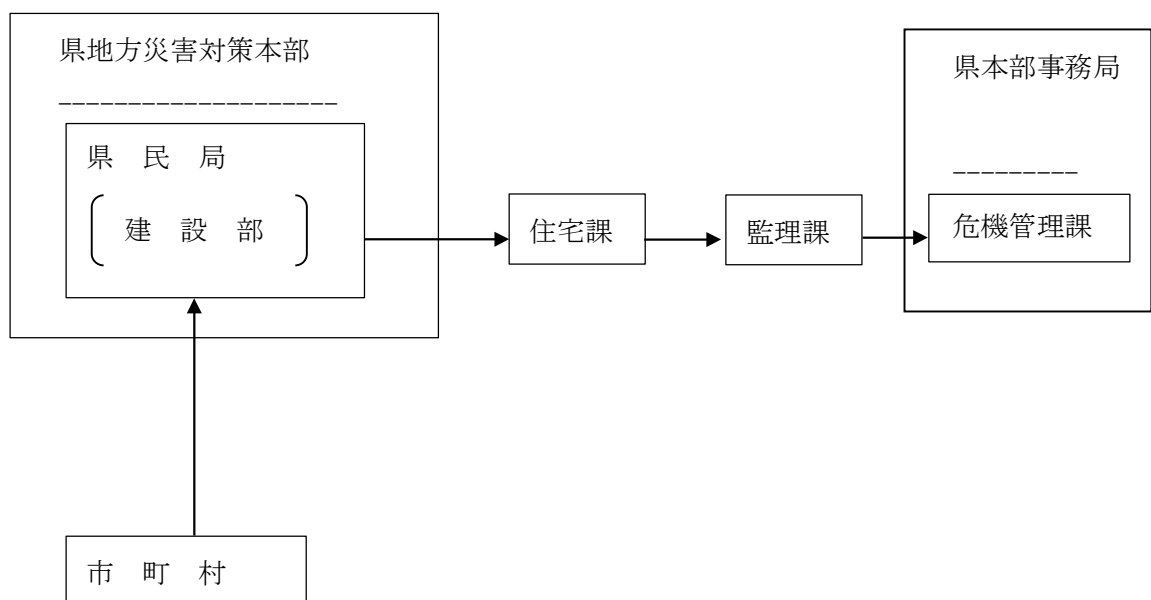 県地方災害対策本部
県　民　局
建　設　部
住宅課
監理課
県本部事務局
危機管理課
市　町　村